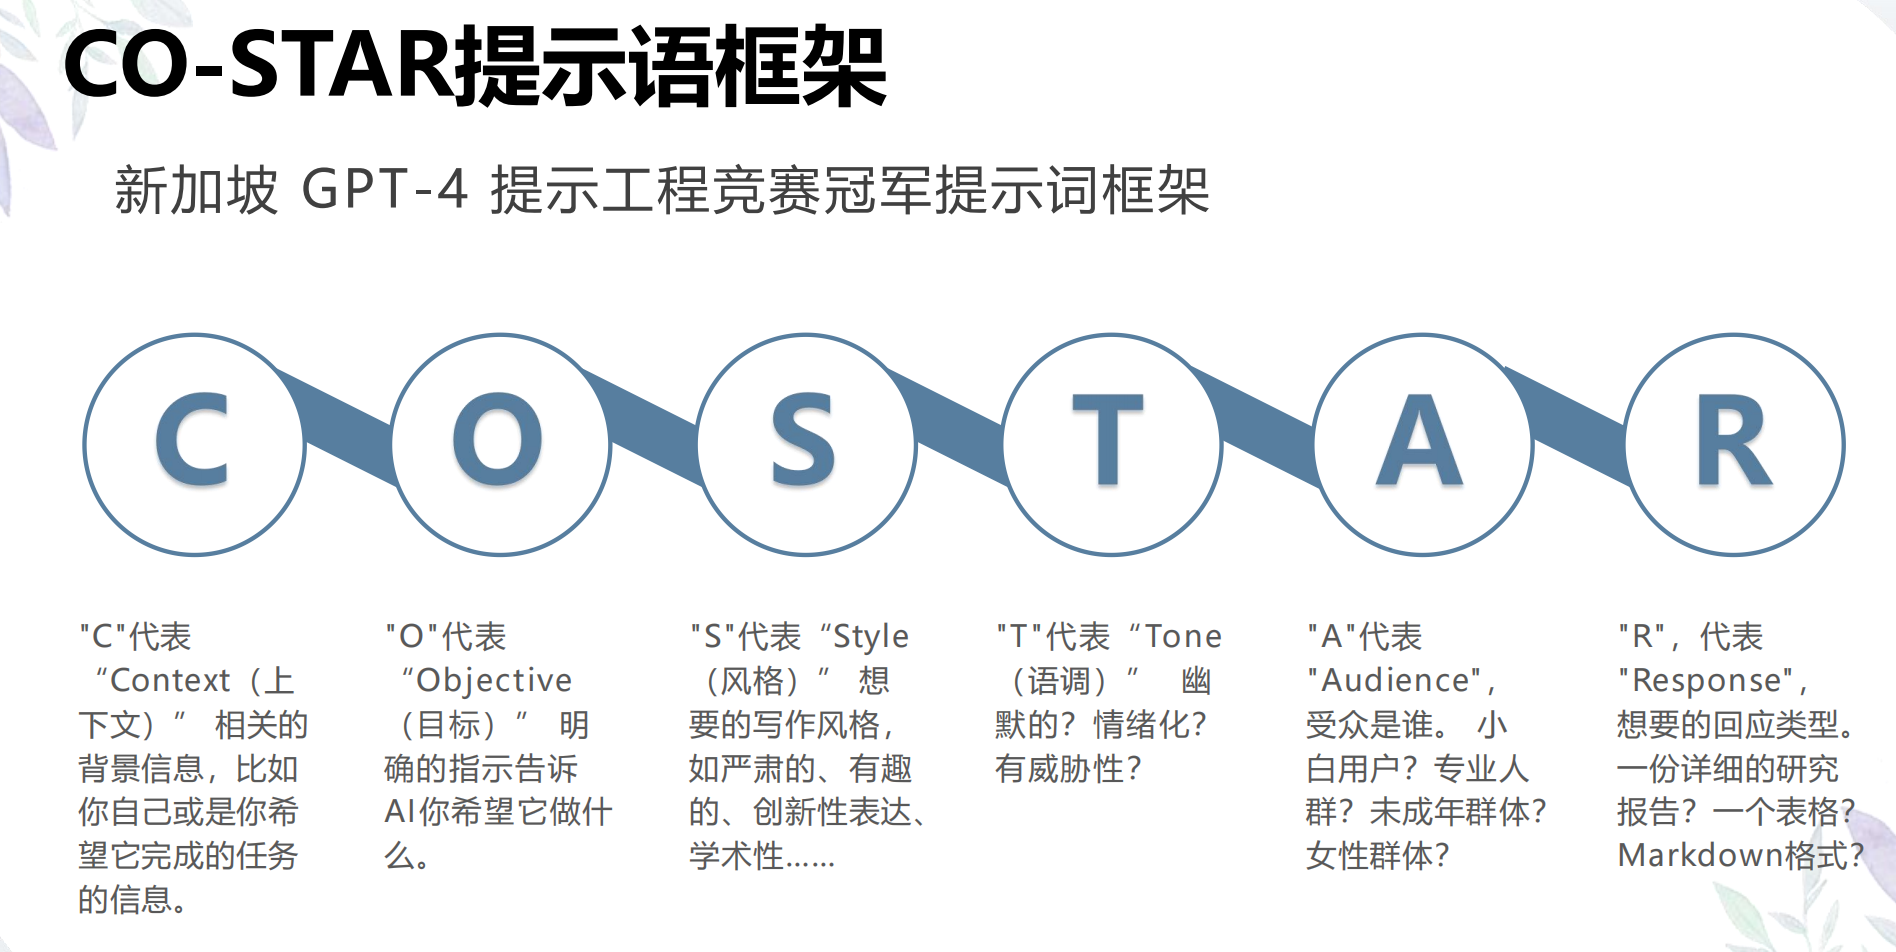 CO-STAR提示语框架
新加坡 GPT-4 提示工程竞赛冠军提示词框架
C
O
S
T
A
R
"C"代表
“Context（上
下文）” 相关的
背景信息，比如
你自己或是你希
望它完成的任务
的信息。
"O"代表
“Objective
（目标）” 明
确的指示告诉
AI你希望它做什
么。
"S"代表“Style
（风格）” 想
要的写作风格，
如严肃的、有趣
的、创新性表达、
学术性……
"T"代表“Tone
（语调）” 幽
默的？情绪化？
有威胁性？
"A"代表
"Audience"，
受众是谁。 小
白用户？专业人
群？未成年群体？
女性群体？
"R"，代表
"Response"，
想要的回应类型。
一份详细的研究
报告？一个表格？
Markdown格式？